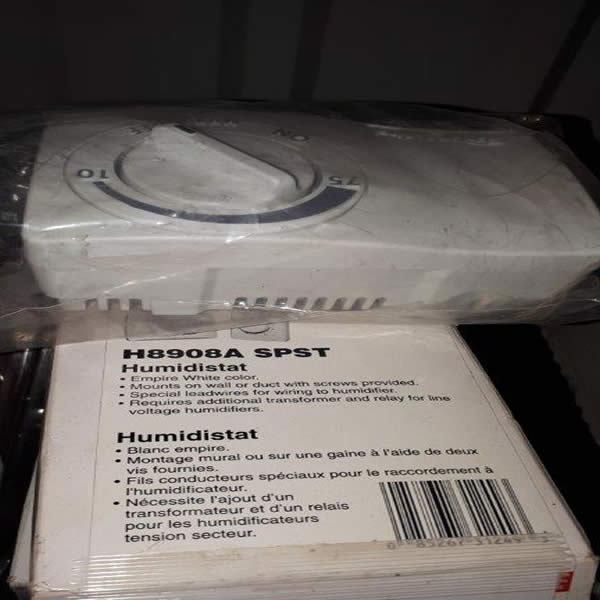 ON
10
75
H8908A SPST
Humidistat
• Empire White color.
• Mounts on wall or duct with screws provided.
• Special leadwires for wiring to humidifier.
• Requires additional transformer and relay for line
voltage humidifiers.
Humidistat
• Blanc empire.
• Montage mural ou sur une gaine à l'aide de deux
vis fournies.
• Fils conducteurs spéciaux pour le raccordement à
l'humidificateur.
• Nécessite l'ajout d'un
transformateur et d'un relais
pour les humidificateurs
tension secteur.